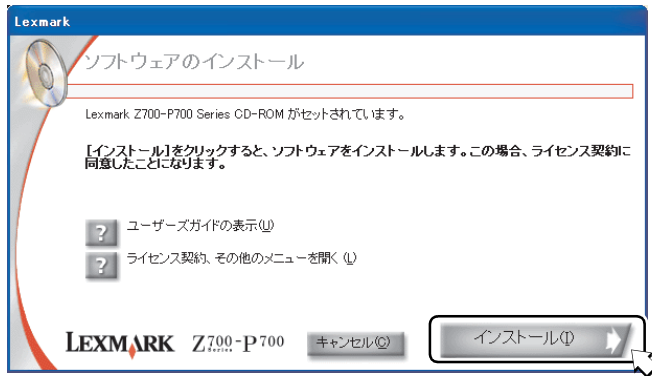 Lexmark
ソフトウェアのインストール
Lexmark Z700-P700 Series CD-ROM がセットされています。
[インストール]をクリックすると、ソフトウェアをインストールします。この場合、ライセンス契約に
同意したことになります。
? ユーザーズガイドの表示(U)
? ライセンス契約、その他のメニューを開く (L)
LEXMARK Z700-P700 キャンセル(C) インストール(I)